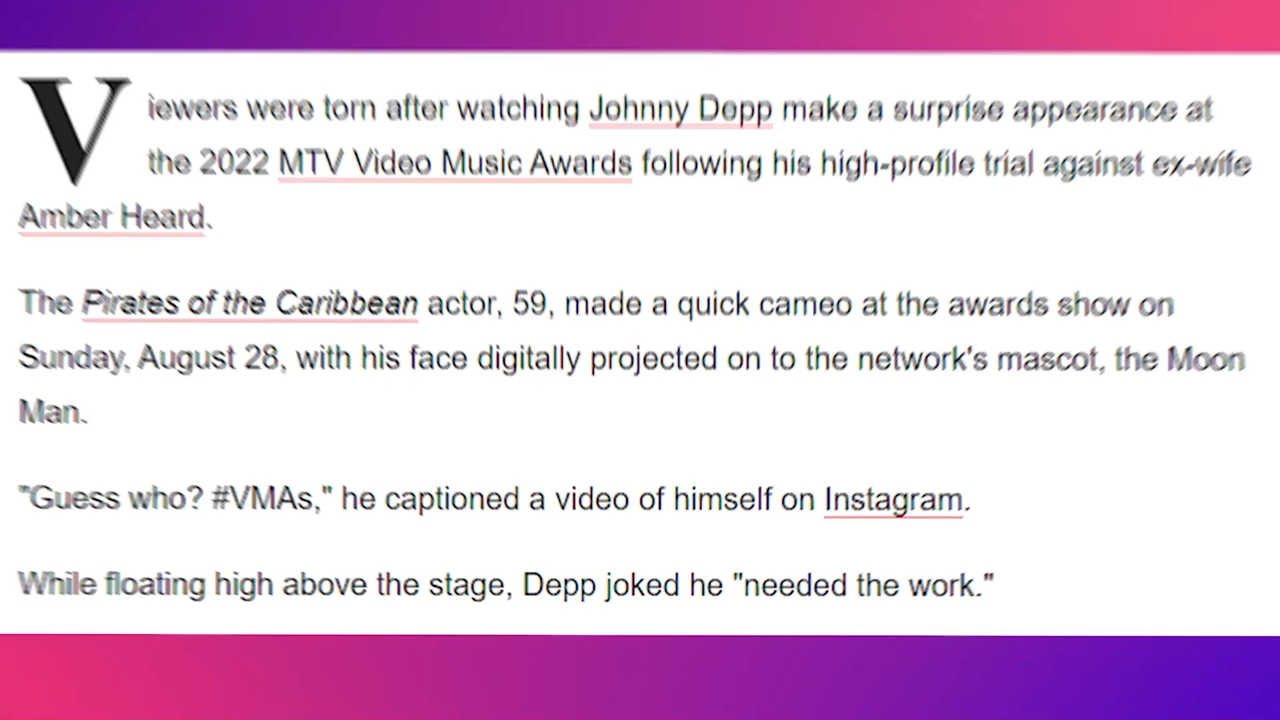 Viewers were torn after watching Johnny Depp make a surprise appearance at
the 2022 MTV Video Music Awards following his high-profile trial against ex-wife
Amber Heard.
The Pirates of the Caribbean actor, 59, made a quick cameo at the awards show on
Sunday, August 28, with his face digitally projected on to the network's mascot, the Moon
Man.
"Guess who? #VMAs," he captioned a video of himself on Instagram.
While floating high above the stage, Depp joked he "needed the work."